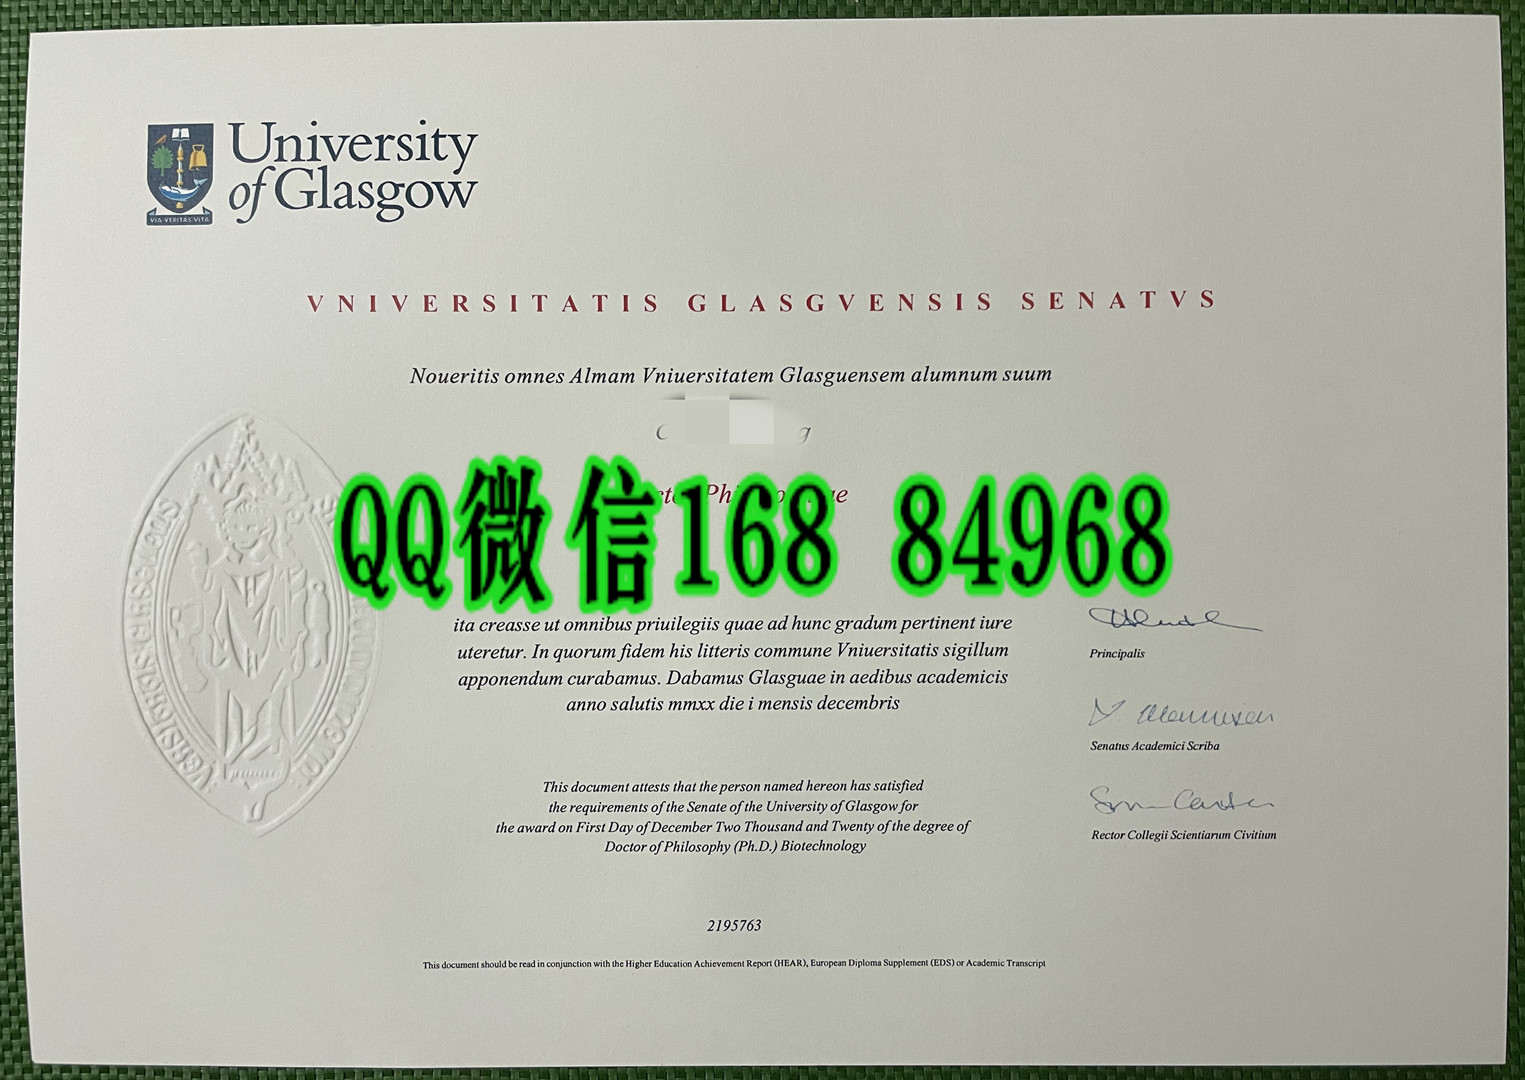 University
of Glasgow
VIA VERITAS VITA
VNIVERSITATIS GLASGVENSIS SENATVS
Noueritis omnes Almam Vniuersitatem Glasguensem alumnum suum
QQ微信168 84968
ita creasse ut omnibus priuilegiis quae ad hunc gradum pertinent iure
uteretur. In quorum fidem his litteris commune Vniuersitatis sigillum
apponendum curabamus. Dabamus Glasguae in aedibus academicis
anno salutis mmxx die i mensis decembris
Principalis
Senatus Academici Scriba
Rector Collegii Scientiarum Civitium
This document attests that the person named hereon has satisfied
the requirements of the Senate of the University of Glasgow for
the award on First Day of December Two Thousand and Twenty of the degree of
Doctor of Philosophy (Ph.D.) Biotechnology
2195763
This document should be read in conjunction with the Higher Education Achievement Report (HEAR), European Diploma Supplement (EDS) or Academic Transcript